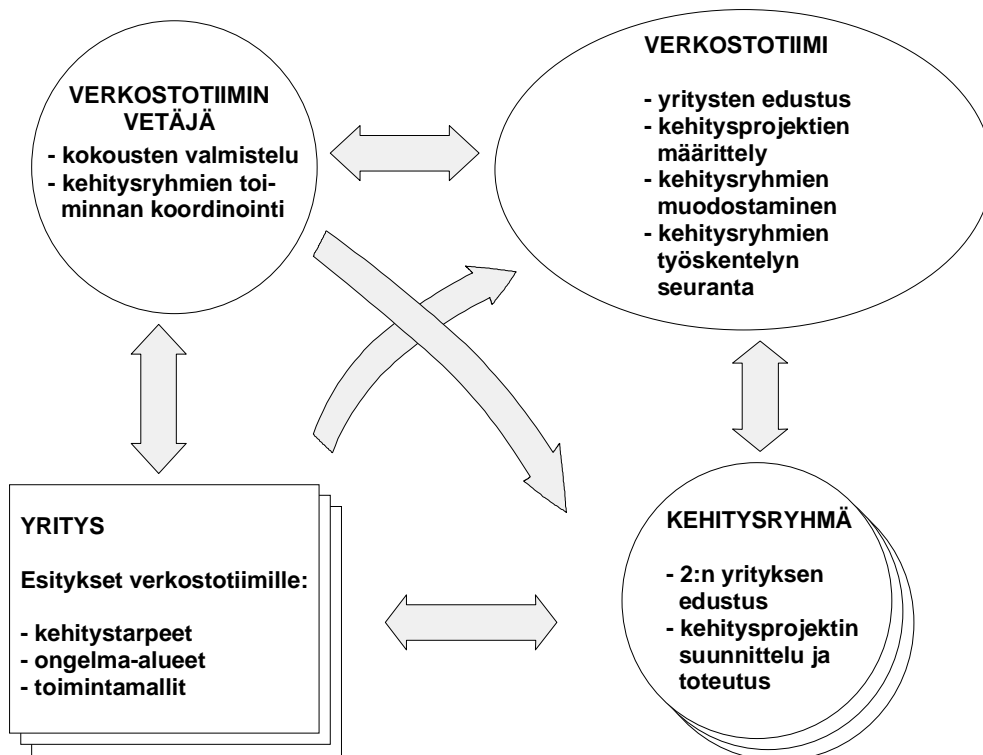 VERKOSTOTIIMIN
VETÄJÄ
- kokousten valmistelu
- kehitysryhmien toi-
minnan koordinointi
VERKOSTOTIIMI
- yritysten edustus
- kehitysprojektien
määrittely
- kehitysryhmien
muodostaminen
- kehitysryhmien
työskentelyn
seuranta
YRITYS
Esitykset verkostotiimille:
- kehitystarpeet
- ongelma-alueet
- toimintamallit
KEHITYSRYHMÄ
- 2:n yrityksen
edustus
- kehitysprojektin
suunnittelu ja
toteutus